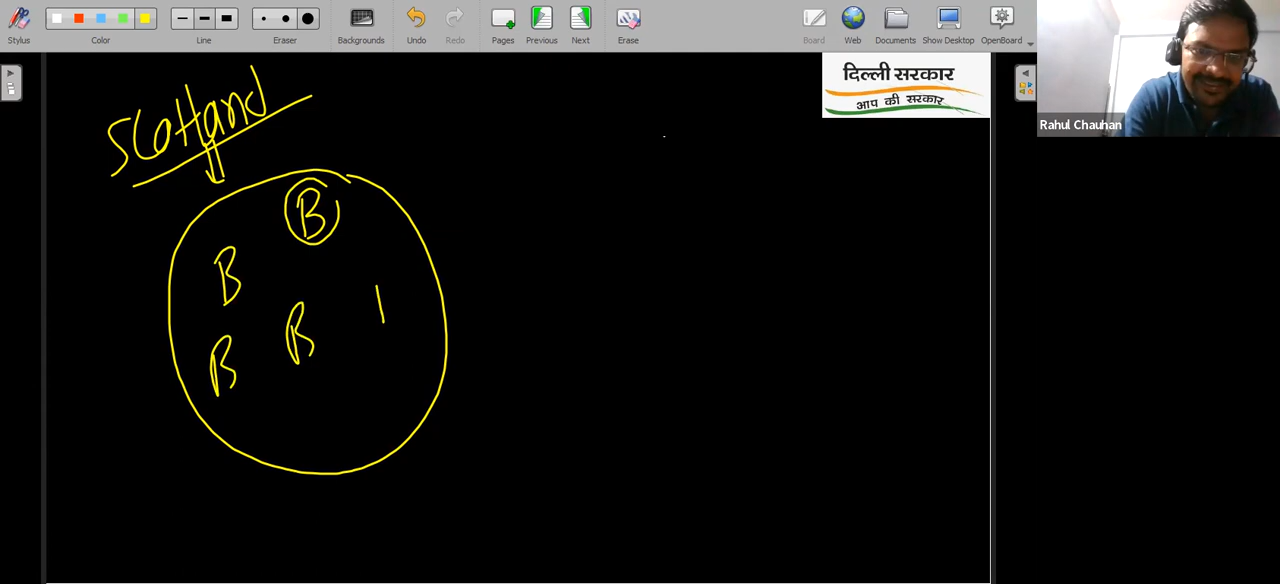 Stylus Color Line Eraser Backgrounds Undo Redo Pages Previous Next Erase Board Web Documents Show Desktop OpenBoard
दिल्ली सरकार
आप की सरकार
Rahul Chauhan
Scotland
B
B
B
B